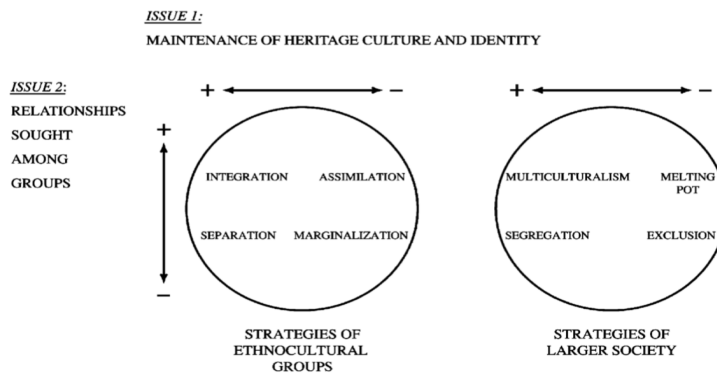 ISSUE 1:
MAINTENANCE OF HERITAGE CULTURE AND IDENTITY
ISSUE 2:
RELATIONSHIPS
SOUGHT
AMONG
GROUPS
+ −
+ −
+
−
INTEGRATION ASSIMILATION
SEPARATION MARGINALIZATION
MULTICULTURALISM MELTING
POT
SEGREGATION EXCLUSION
STRATEGIES OF
ETHNOCULTURAL
GROUPS
STRATEGIES OF
LARGER SOCIETY